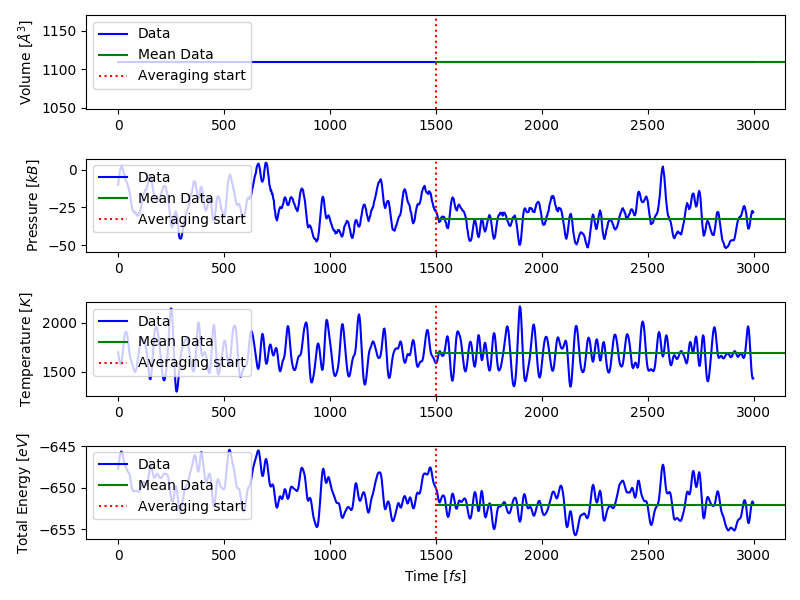 Volume [Å³]
1150
1100
1050
Data
Mean Data
Averaging start
0 500 1000 1500 2000 2500 3000
Pressure [kB]
0
−25
−50
Data
Mean Data
Averaging start
0 500 1000 1500 2000 2500 3000
Temperature [K]
2000
1500
Data
Mean Data
Averaging start
0 500 1000 1500 2000 2500 3000
Total Energy [eV]
−645
−650
−655
Data
Mean Data
Averaging start
0 500 1000 1500 2000 2500 3000
Time [fs]